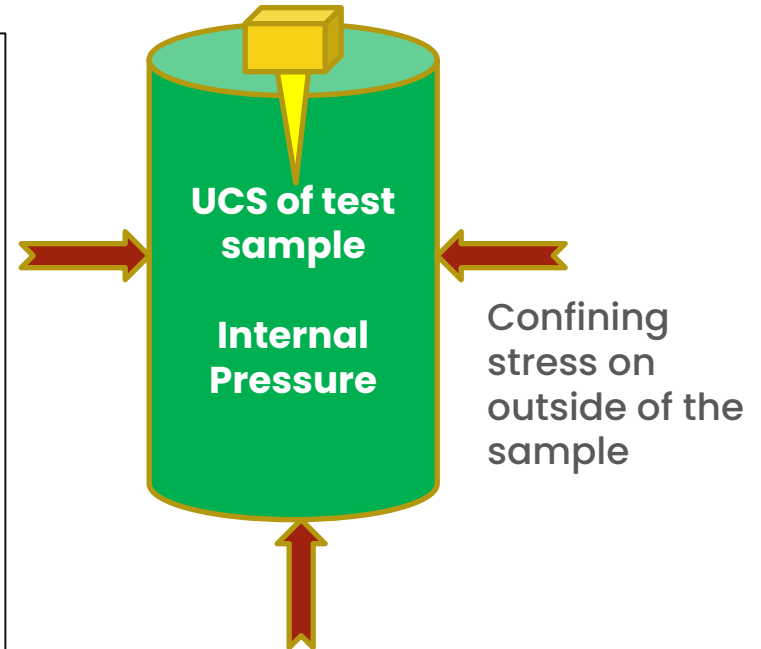 UCS of test
sample
Internal
Pressure
Confining
stress on
outside of the
sample